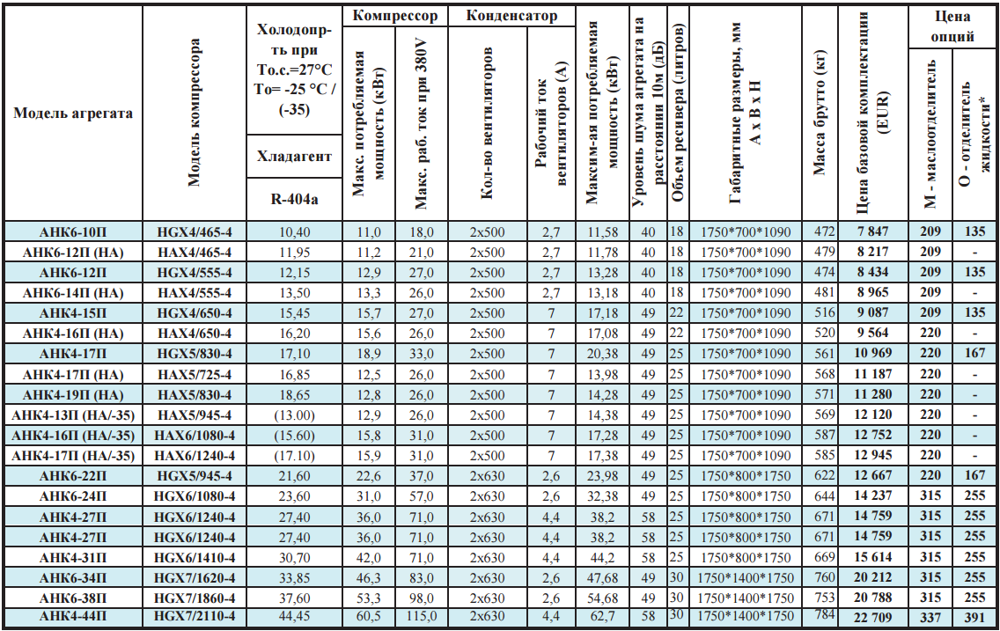 Модель агрегата
Модель компрессора
Холодопр-
ть при
То.с.=27°С
То= -25 °С /
(-35)
Хладагент
R-404a
Компрессор
Макс. потребляемая
мощность (кВт)
Макс. раб. ток при 380V
Конденсатор
Кол-во вентиляторов
Рабочий ток
вентиляторов (А)
Максим-ая потребляемая
мощность (кВт)
Уровень шума агрегата на
расстоянии 10м (дБ)
Объем ресивера (литров)
Габаритные размеры, мм
А х В х Н
Масса брутто (кг)
Цена базовой комплектации
(EUR)
Цена
опций
М - маслоотделитель
О - отделитель
жидкости*
АНК6-10П HGX4/465-4 10,40 11,0 18,0 2x500 2,7 11,58 40 18 1750*700*1090 472 7 847 209 135
АНК6-12П (НА) HAX4/465-4 11,95 11,2 21,0 2x500 2,7 11,78 40 18 1750*700*1090 479 8 217 209 -
АНК6-12П HGX4/555-4 12,15 12,9 27,0 2x500 2,7 13,28 40 18 1750*700*1090 474 8 434 209 135
АНК6-14П (НА) HAX4/555-4 13,50 13,3 26,0 2x500 2,7 13,18 40 18 1750*700*1090 481 8 965 209 -
АНК4-15П HGX4/650-4 15,45 15,7 27,0 2x500 7 17,18 49 22 1750*700*1090 516 9 087 209 135
АНК4-16П (НА) HAX4/650-4 16,20 15,6 26,0 2x500 7 17,08 49 22 1750*700*1090 520 9 564 220 -
АНК4-17П HGX5/830-4 17,10 18,9 33,0 2x500 7 20,38 49 25 1750*700*1090 561 10 969 220 167
АНК4-17П (НА) HAX5/725-4 16,85 12,5 26,0 2x500 7 13,98 49 25 1750*700*1090 568 11 187 220 -
АНК4-19П (НА) HAX5/830-4 18,65 12,8 26,0 2x500 7 14,28 49 25 1750*700*1090 571 11 280 220 -
АНК4-13П (НА/-35) HAX5/945-4 (13.00) 12,9 26,0 2x500 7 14,38 49 25 1750*700*1090 569 12 120 220 -
АНК4-16П (НА/-35) HAX6/1080-4 (15.60) 15,8 31,0 2x500 7 17,28 49 25 1750*700*1090 587 12 752 220 -
АНК4-17П (НА/-35) HAX6/1240-4 (17.10) 15,9 31,0 2x500 7 17,38 49 25 1750*700*1090 585 12 945 220 -
АНК6-22П HGX5/945-4 21,60 22,6 37,0 2x630 2,6 23,98 49 25 1750*800*1750 622 12 667 220 167
АНК6-24П HGX6/1080-4 23,60 31,0 57,0 2x630 2,6 32,38 49 25 1750*800*1750 644 14 237 315 255
АНК4-27П HGX6/1240-4 27,40 36,0 71,0 2x630 4,4 38,2 58 25 1750*800*1750 671 14 759 315 255
АНК4-27П HGX6/1240-4 27,40 36,0 71,0 2x630 4,4 38,2 58 25 1750*800*1750 671 14 759 315 255
АНК4-31П HGX6/1410-4 30,70 42,0 71,0 2x630 4,4 44,2 58 25 1750*800*1750 669 15 614 315 255
АНК6-34П HGX7/1620-4 33,85 46,3 83,0 2x630 2,6 47,68 49 30 1750*1400*1750 760 20 212 315 255
АНК6-38П HGX7/1860-4 37,60 53,3 98,0 2x630 2,6 54,68 49 30 1750*1400*1750 753 20 788 315 255
АНК4-44П HGX7/2110-4 44,45 60,5 115,0 2x630 4,4 62,7 58 30 1750*1400*1750 784 22 709 337 391